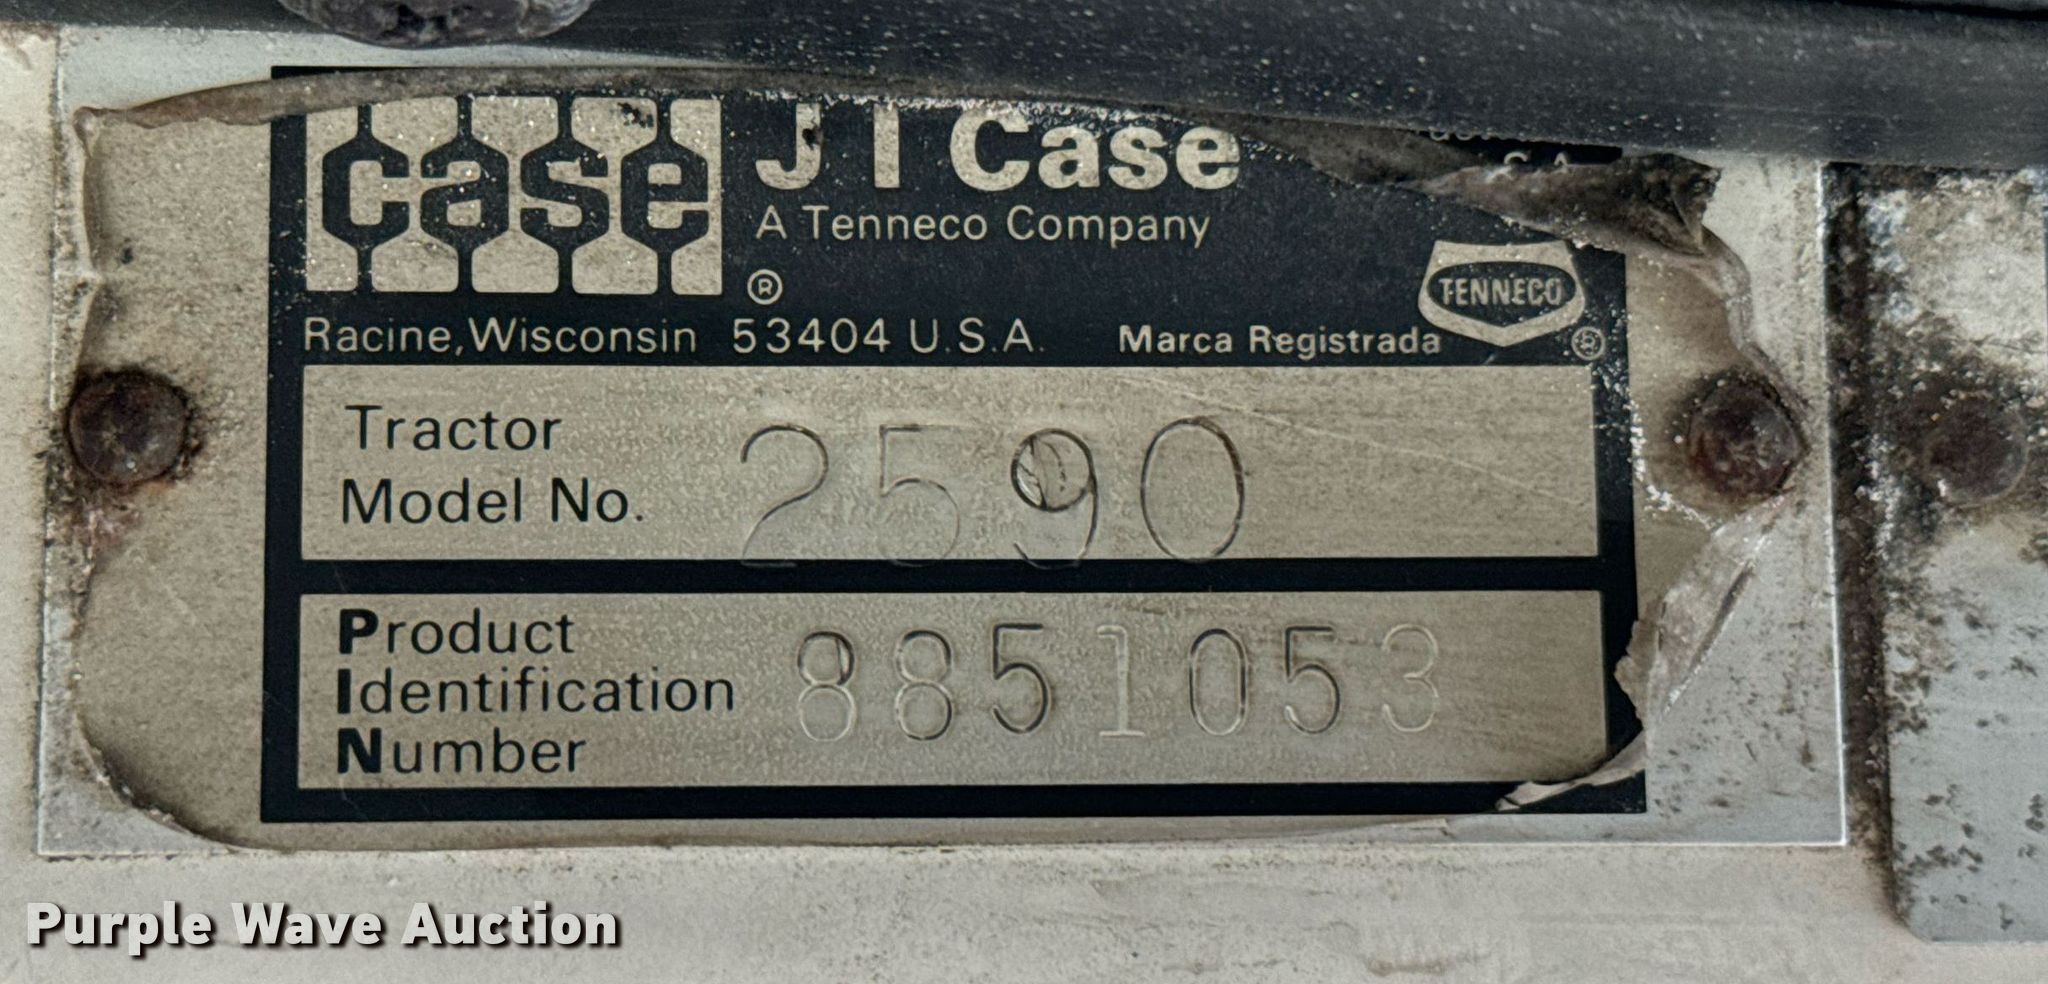 case J I Case
A Tenneco Company
®
TENNECO
Racine, Wisconsin 53404 U.S.A. Marca Registrada ®
Tractor
Model No. 2590
Product
Identification 8851053
Number
Purple Wave Auction